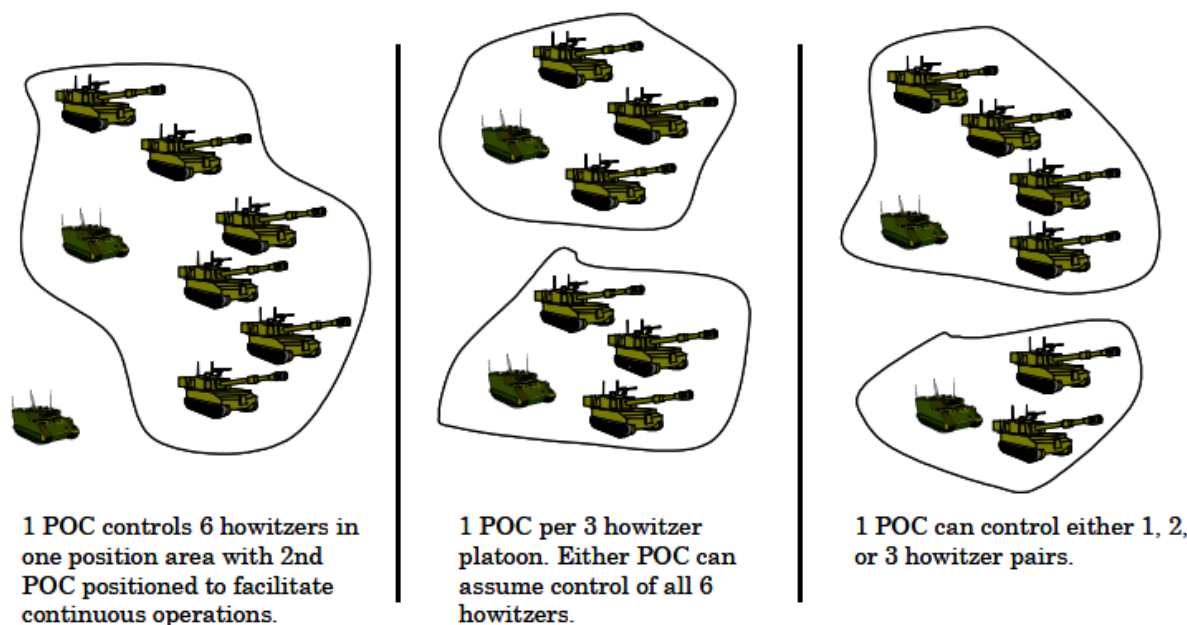 1 POC controls 6 howitzers in
one position area with 2nd
POC positioned to facilitate
continuous operations.
1 POC per 3 howitzer
platoon. Either POC can
assume control of all 6
howitzers.
1 POC can control either 1, 2,
or 3 howitzer pairs.